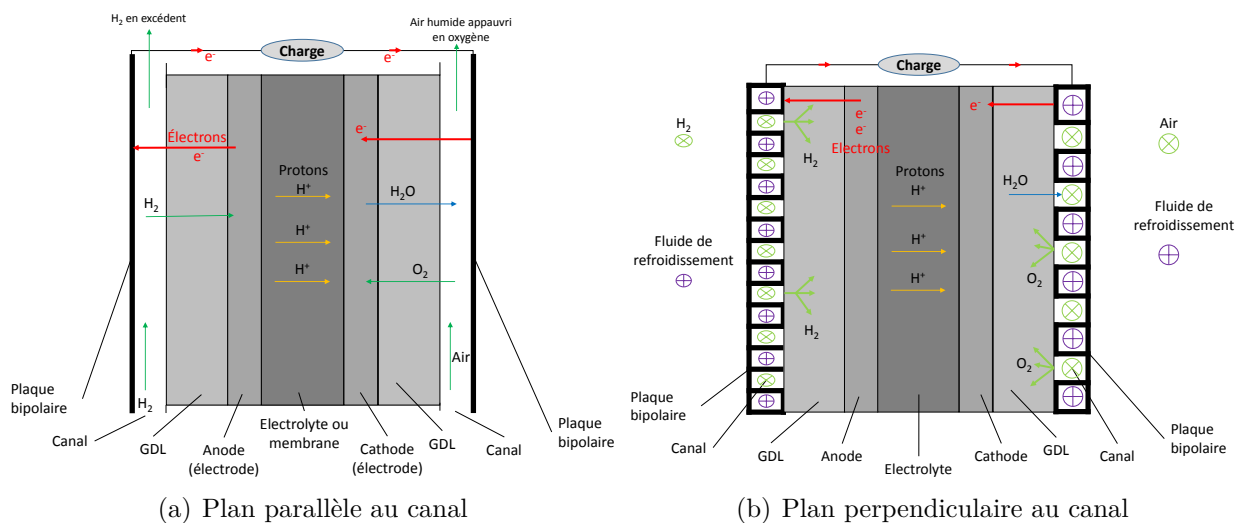 H₂ en excédent
Air humide appauvri
en oxygène
Charge
e⁻
e⁻
Électrons
e⁻
e⁻
Protons
H⁺
H⁺
H⁺
H₂
H₂O
O₂
Air
H₂
Plaque
bipolaire
Canal
GDL
Anode
(électrode)
Electrolyte ou
membrane
Cathode
(électrode)
GDL
Canal
Plaque
bipolaire
(a) Plan parallèle au canal
Charge
H₂
Fluide de
refroidissement
e⁻
e⁻
Electrons
e⁻
H₂
H₂
Protons
H⁺
H⁺
H⁺
H₂O
O₂
O₂
Air
Fluide de
refroidissement
Plaque
bipolaire
Canal
GDL
Anode
Electrolyte
Cathode
GDL
Canal
Plaque
bipolaire
(b) Plan perpendiculaire au canal